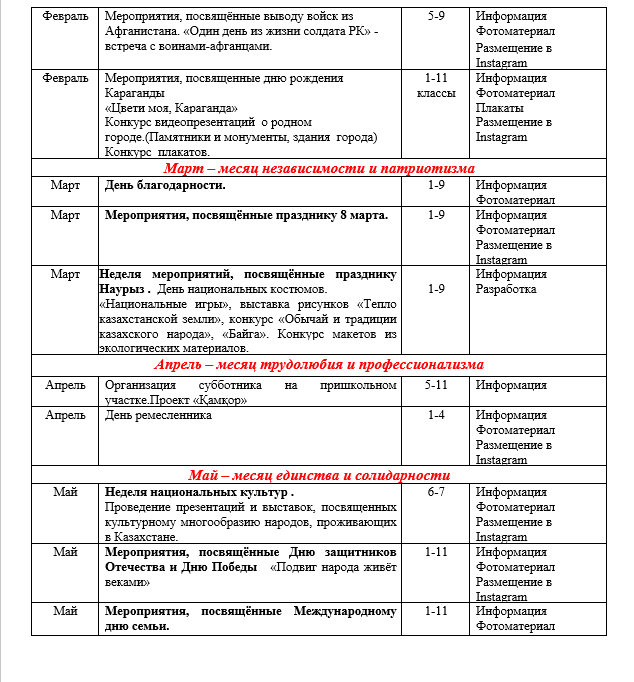 Февраль
Мероприятия, посвящённые выводу войск из
Афганистана. «Один день из жизни солдата РК» -
встреча с воинами-афганцами.
5-9
Информация
Фотоматериал
Размещение в
Instagram
Февраль
Мероприятия, посвященные дню рождения
Караганды
«Цвети моя, Караганда»
Конкурс видеопрезентаций о родном
городе.(Памятники и монументы, здания города)
Конкурс плакатов.
1-11
классы
Информация
Фотоматериал
Плакаты
Размещение в
Instagram
Март – месяц независимости и патриотизма
Март
День благодарности.
1-9
Информация
Фотоматериал
Март
Мероприятия, посвящённые празднику 8 марта.
1-9
Информация
Фотоматериал
Размещение в
Instagram
Март
Неделя мероприятий, посвящённые празднику
Наурыз . День национальных костюмов.
«Национальные игры», выставка рисунков «Тепло
казахстанской земли», конкурс «Обычай и традиции
казахского народа», «Байга». Конкурс макетов из
экологических материалов.
1-9
Информация
Разработка
Апрель – месяц трудолюбия и профессионализма
Апрель
Организация субботника на пришкольном
участке.Проект «Қамқор»
5-11
Информация
Апрель
День ремесленника
1-4
Информация
Фотоматериал
Размещение в
Instagram
Май – месяц единства и солидарности
Май
Неделя национальных культур .
Проведение презентаций и выставок, посвященных
культурному многообразию народов, проживающих
в Казахстане.
6-7
Информация
Фотоматериал
Размещение в
Instagram
Май
Мероприятия, посвящённые Дню защитников
Отечества и Дню Победы «Подвиг народа живёт
веками»
1-11
Информация
Фотоматериал
Размещение в
Instagram
Май
Мероприятия, посвящённые Международному
дню семьи.
1-11
Информация
Фотоматериал